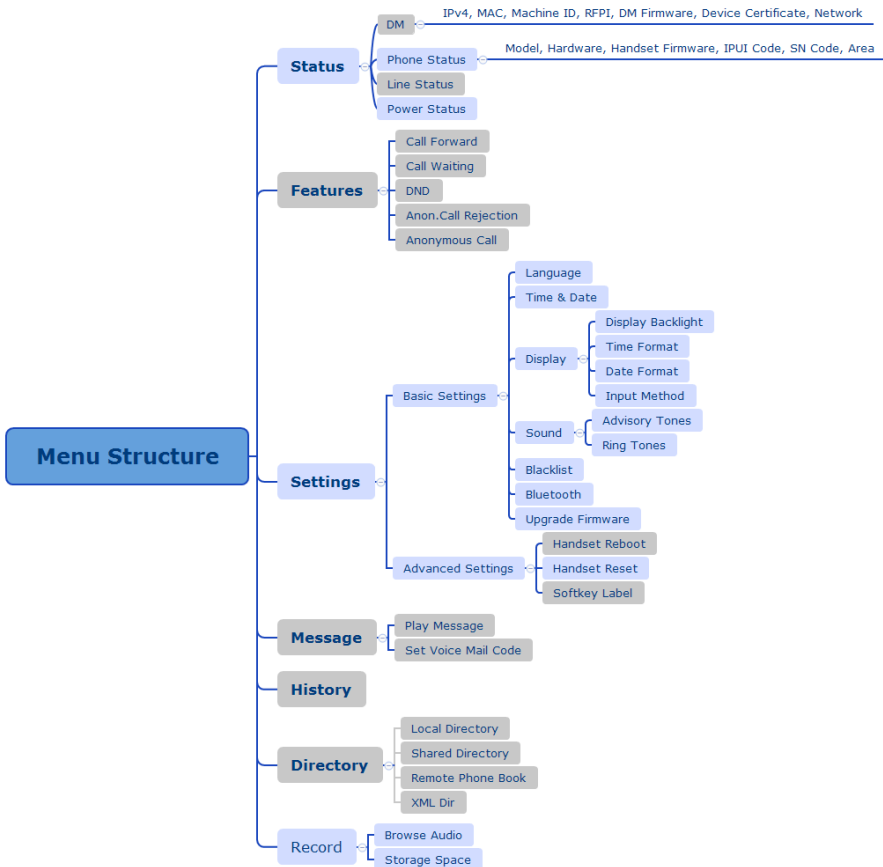 Menu Structure
Status
DM
IPv4, MAC, Machine ID, RFPI, DM Firmware, Device Certificate, Network
Phone Status
Model, Hardware, Handset Firmware, IPUI Code, SN Code, Area
Line Status
Power Status
Features
Call Forward
Call Waiting
DND
Anon.Call Rejection
Anonymous Call
Settings
Basic Settings
Language
Time & Date
Display
Display Backlight
Time Format
Date Format
Input Method
Sound
Advisory Tones
Ring Tones
Blacklist
Bluetooth
Upgrade Firmware
Advanced Settings
Handset Reboot
Handset Reset
Softkey Label
Message
Play Message
Set Voice Mail Code
History
Directory
Local Directory
Shared Directory
Remote Phone Book
XML Dir
Record
Browse Audio
Storage Space